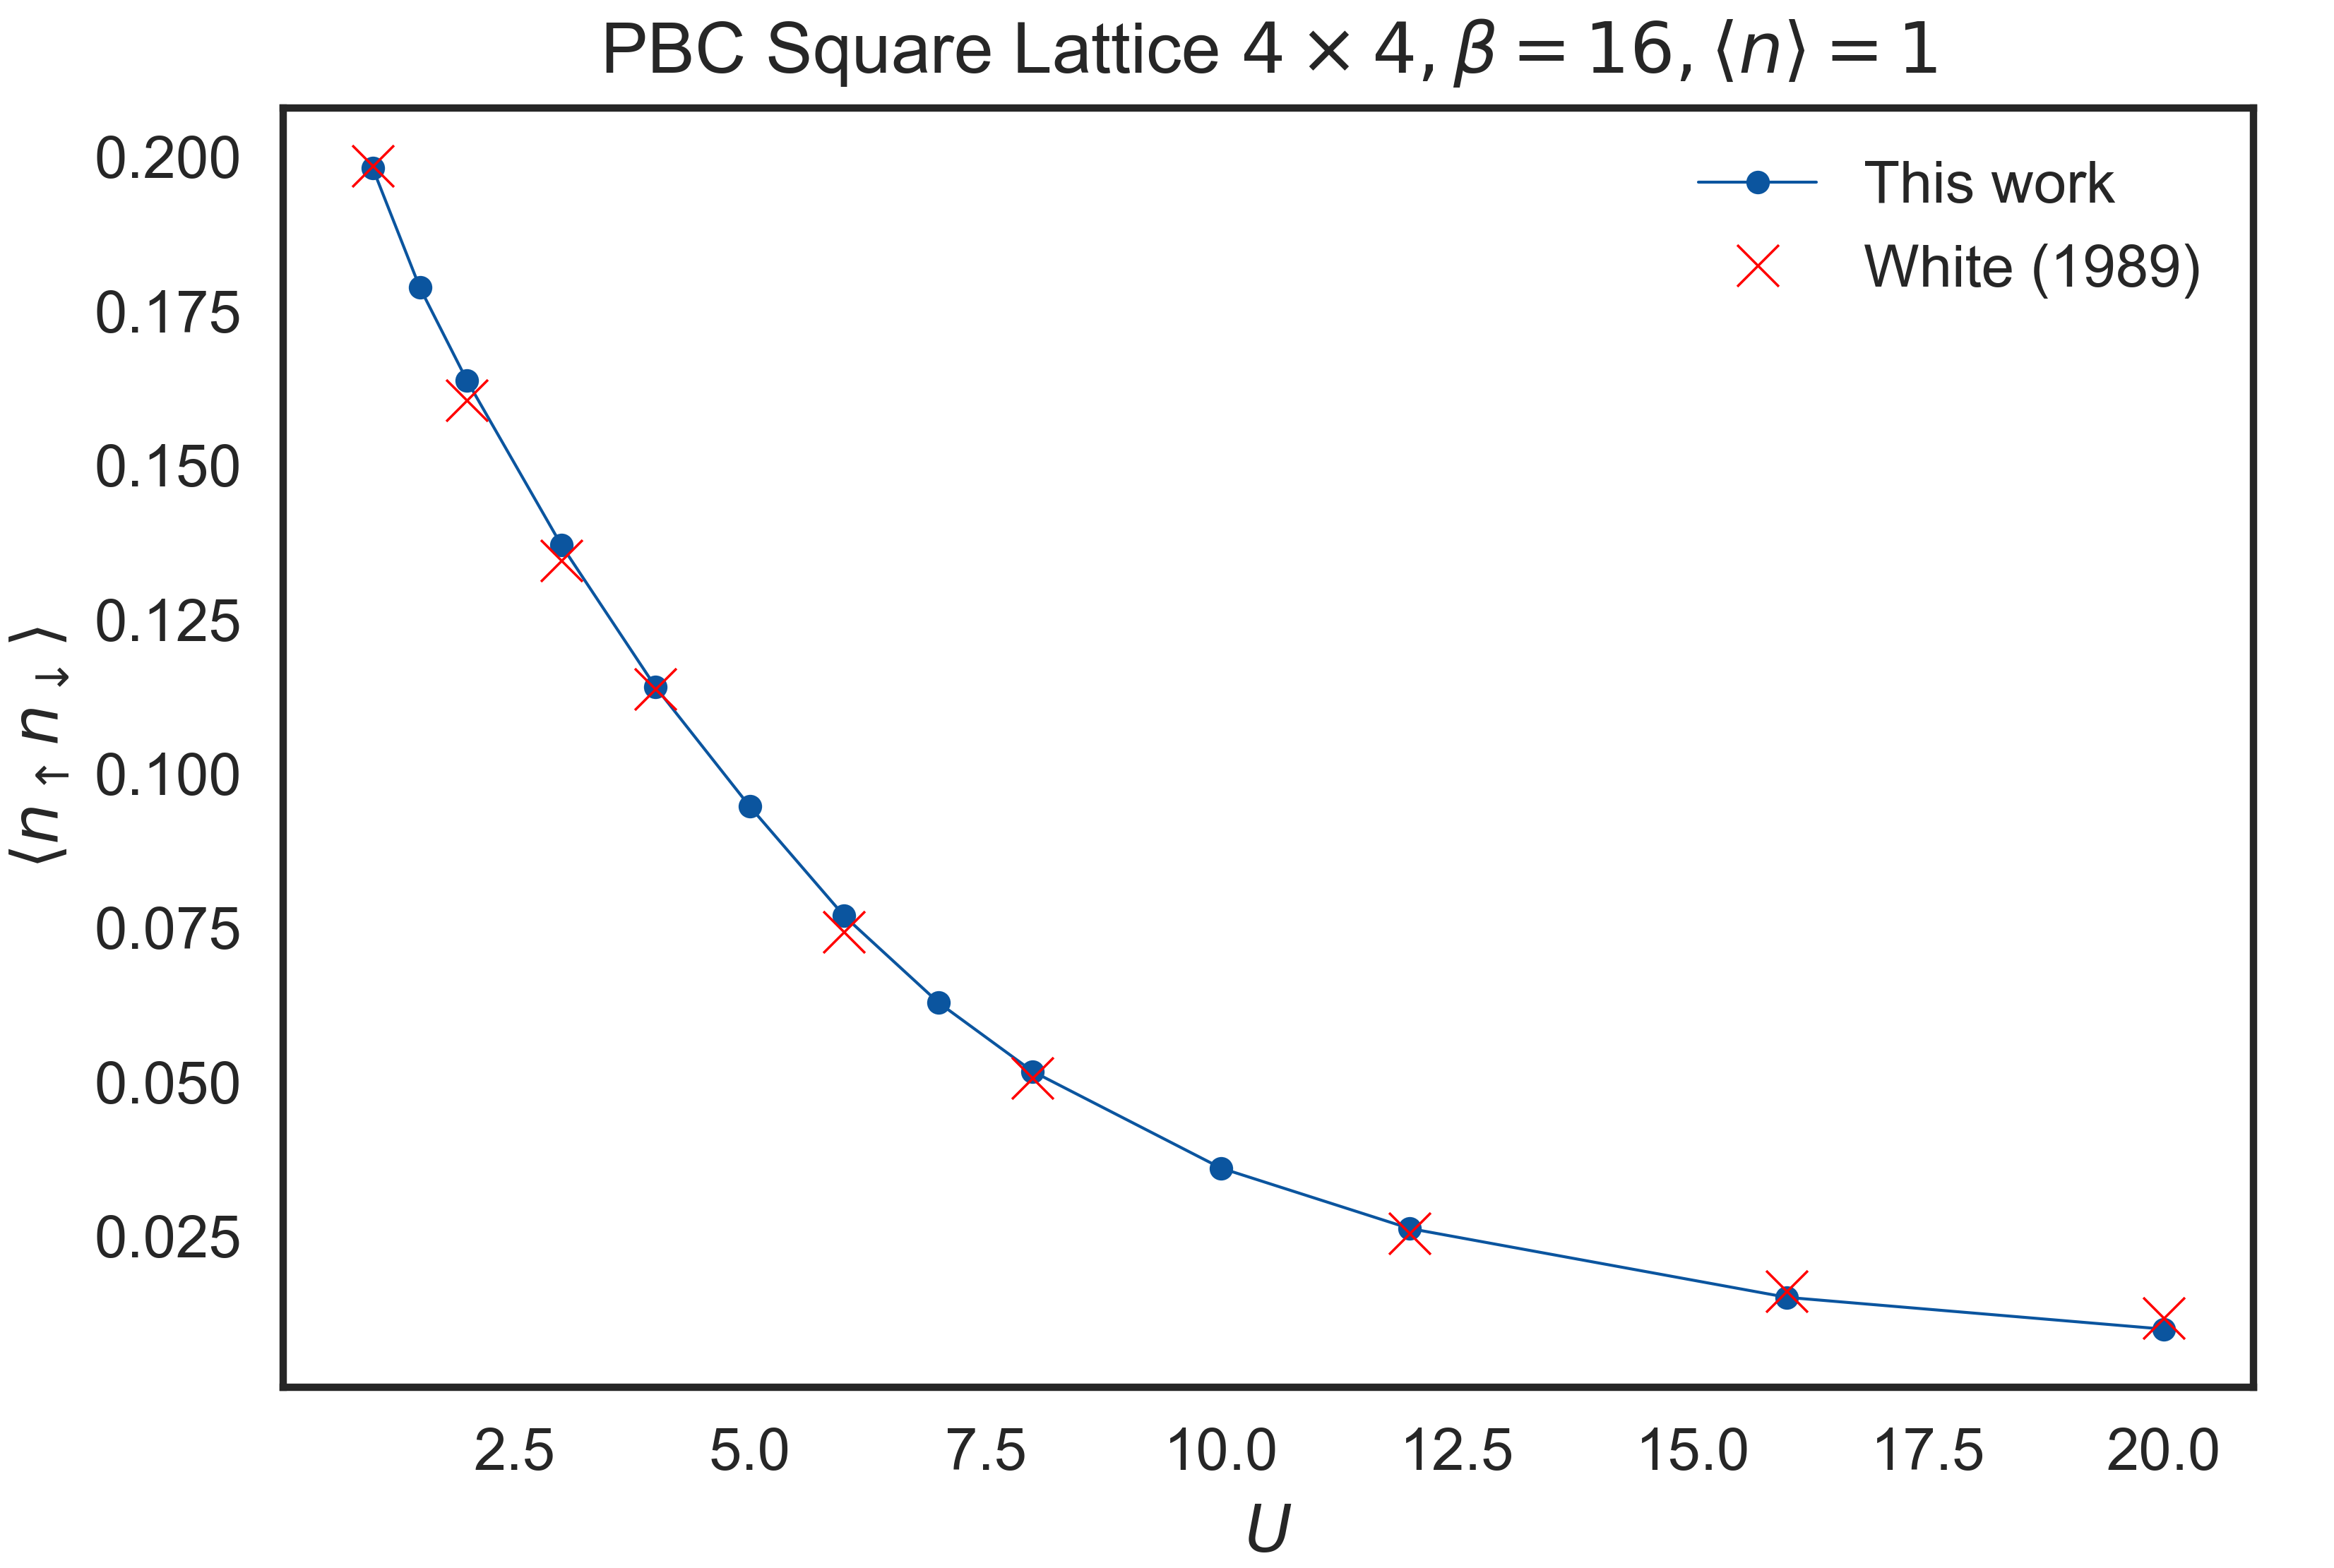 PBC Square Lattice 4 × 4, β = 16, ⟨n⟩ = 1
This work
White (1989)
0.200
0.175
0.150
0.125
0.100
0.075
0.050
0.025
⟨n↑n↓⟩
2.5 5.0 7.5 10.0 12.5 15.0 17.5 20.0
U